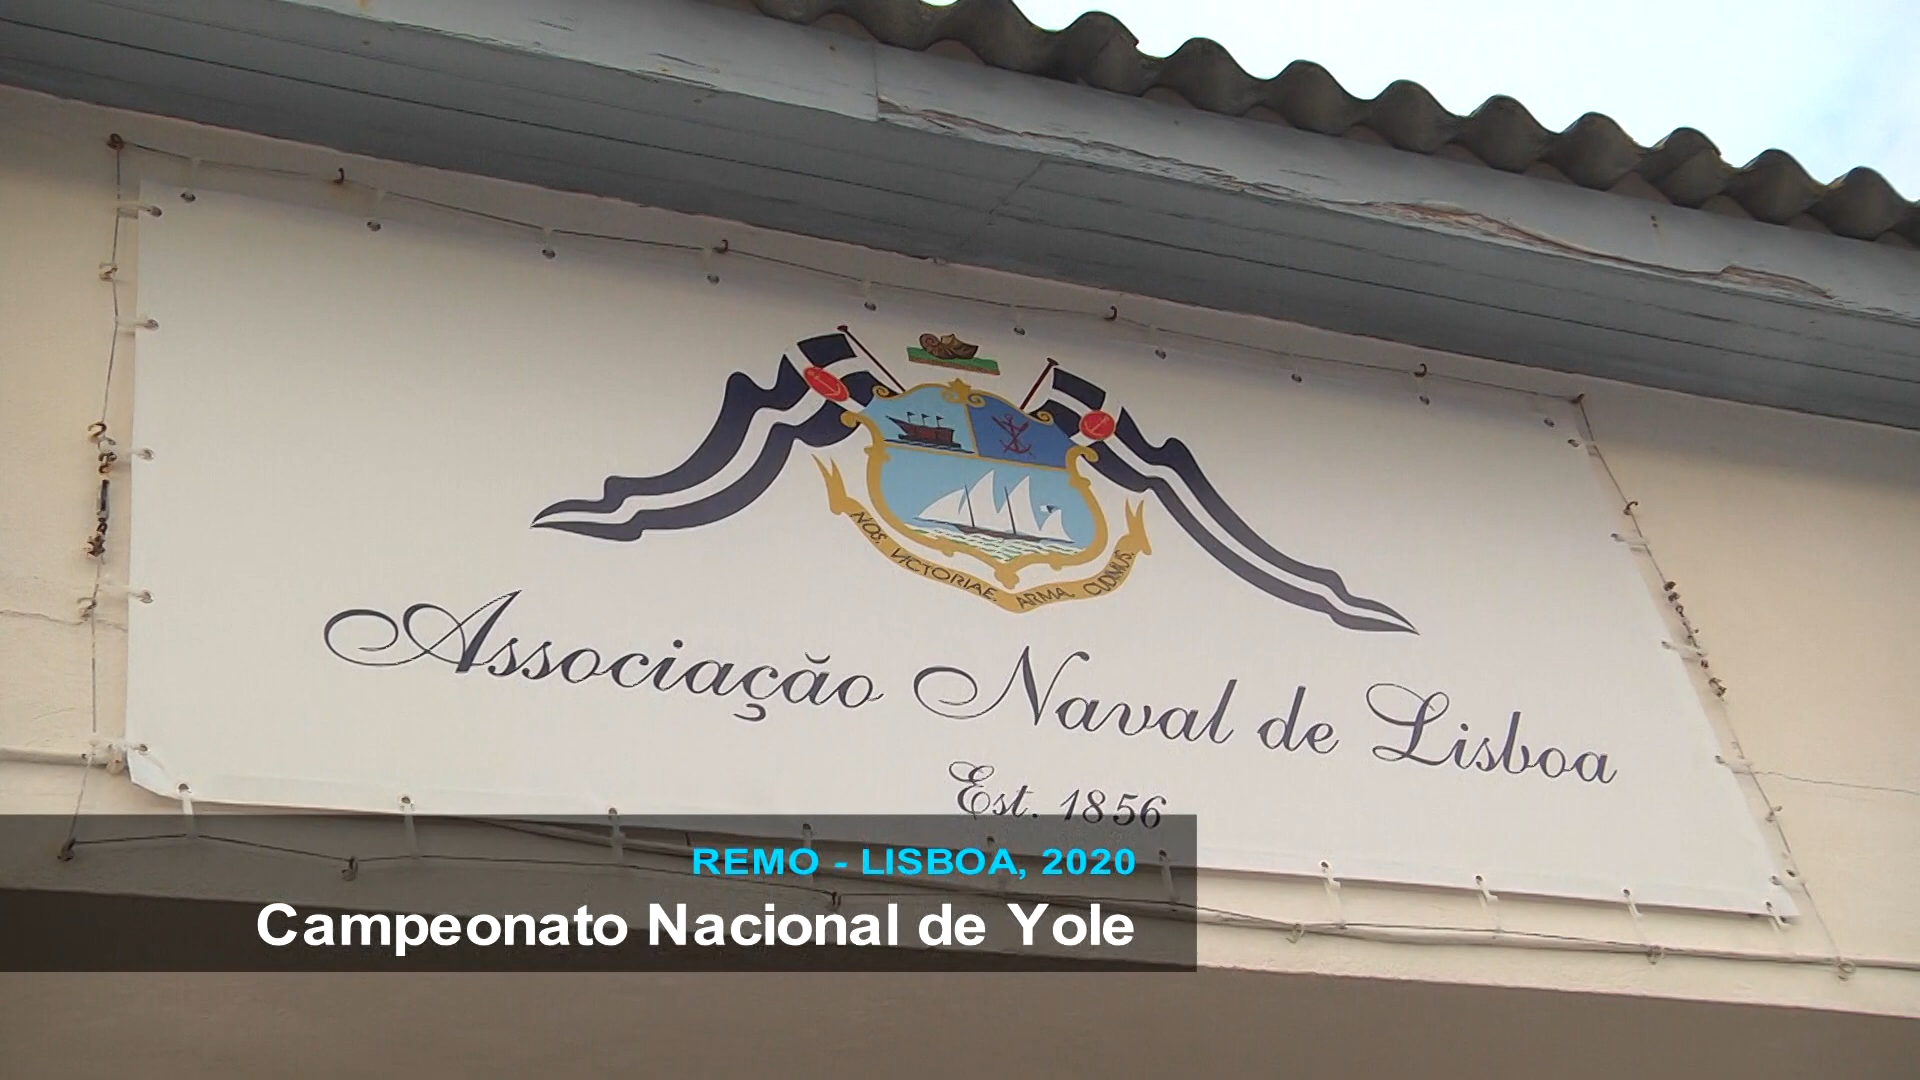 NOS. VICTORIAE. ARMA. CUDIMUS.
Associação Naval de Lisboa
Est. 1856
REMO - LISBOA, 2020
Campeonato Nacional de Yole